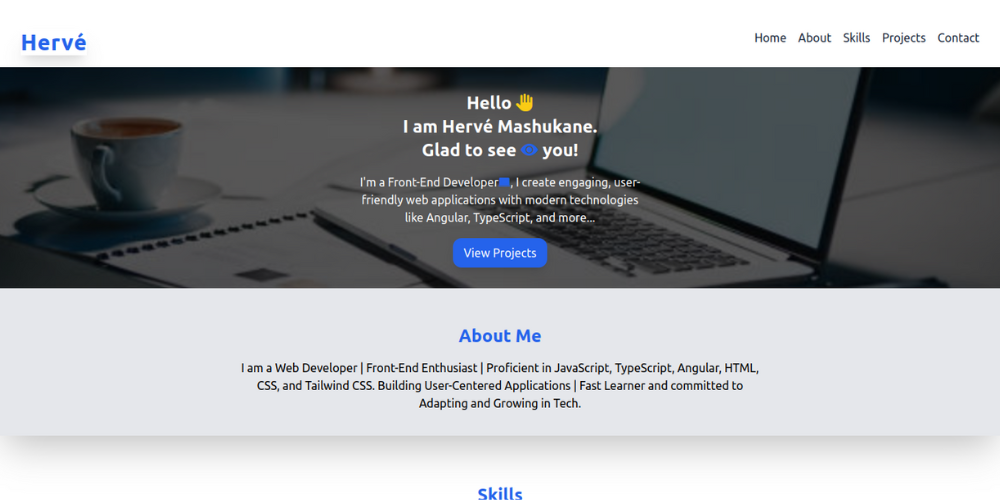 Hervé
Home About Skills Projects Contact
Hello
I am Hervé Mashukane.
Glad to see you!
I'm a Front-End Developer, I create engaging, user-
friendly web applications with modern technologies
like Angular, TypeScript, and more...
View Projects
About Me
I am a Web Developer | Front-End Enthusiast | Proficient in JavaScript, TypeScript, Angular, HTML,
CSS, and Tailwind CSS. Building User-Centered Applications | Fast Learner and committed to
Adapting and Growing in Tech.
Skills